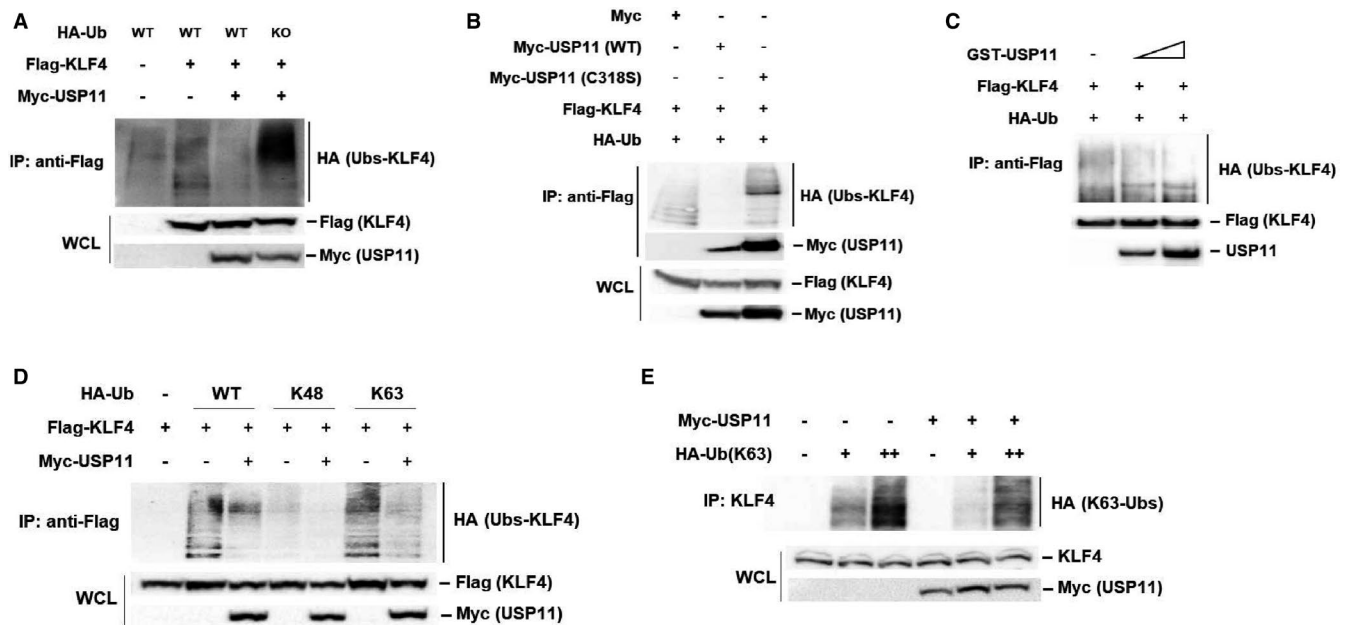 A
HA-Ub WT WT WT KO
Flag-KLF4 - + + +
Myc-USP11 - - + +
IP: anti-Flag
HA (Ubs-KLF4)
WCL
Flag (KLF4)
Myc (USP11)
B
Myc + - -
Myc-USP11 (WT) - + -
Myc-USP11 (C318S) - - +
Flag-KLF4 + + +
HA-Ub + + +
IP: anti-Flag
HA (Ubs-KLF4)
Myc (USP11)
WCL
Flag (KLF4)
Myc (USP11)
C
GST-USP11 -
Flag-KLF4 + + +
HA-Ub + + +
IP: anti-Flag
HA (Ubs-KLF4)
Flag (KLF4)
USP11
D
HA-Ub - WT K48 K63
Flag-KLF4 + + + + + + +
Myc-USP11 - - + - + - +
IP: anti-Flag
HA (Ubs-KLF4)
WCL
Flag (KLF4)
Myc (USP11)
E
Myc-USP11 - - - + + +
HA-Ub(K63) - + ++ - + ++
IP: KLF4
HA (K63-Ubs)
WCL
KLF4
Myc (USP11)